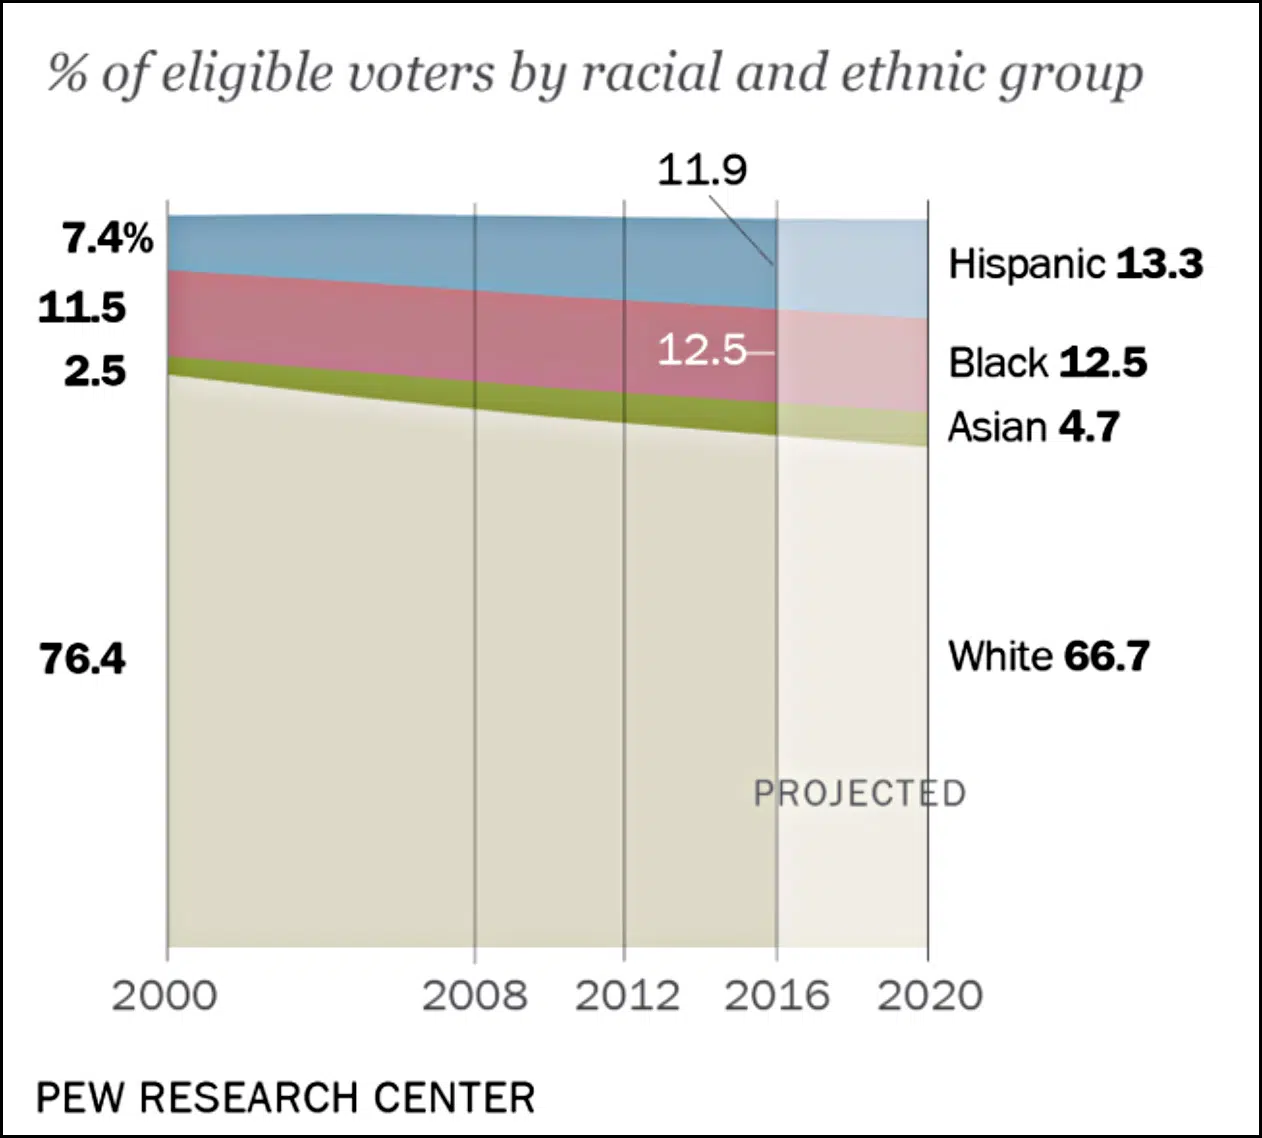 % of eligible voters by racial and ethnic group
11.9
7.4%
Hispanic 13.3
11.5
12.5
Black 12.5
2.5
Asian 4.7
76.4
White 66.7
PROJECTED
2000 2008 2012 2016 2020
PEW RESEARCH CENTER